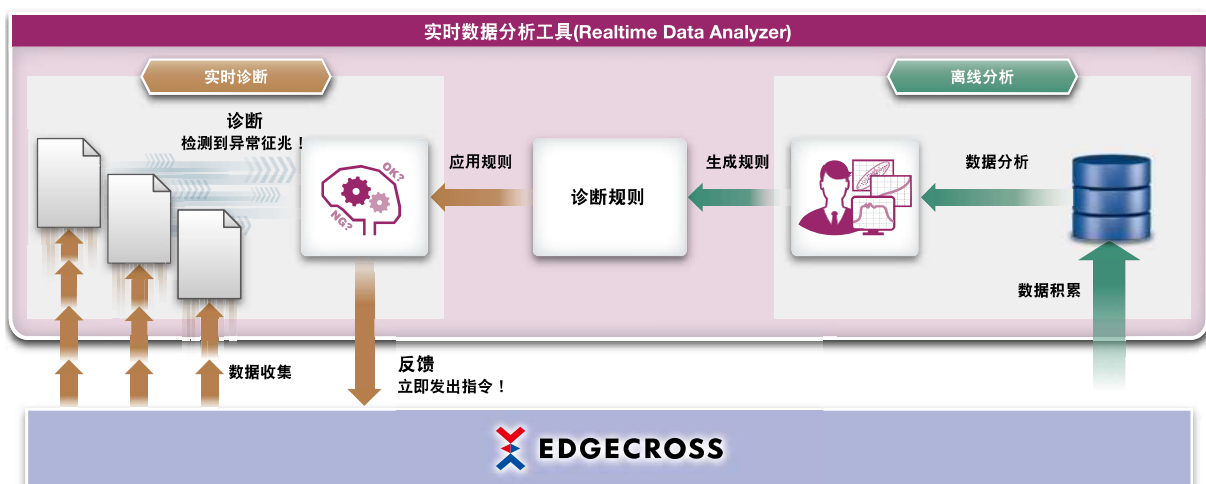 实时数据分析工具(Realtime Data Analyzer)
实时诊断
离线分析
诊断
检测到异常征兆！
OK?
NG?
应用规则
诊断规则
生成规则
数据分析
数据积累
数据收集
反馈
立即发出指令！
EDGECROSS